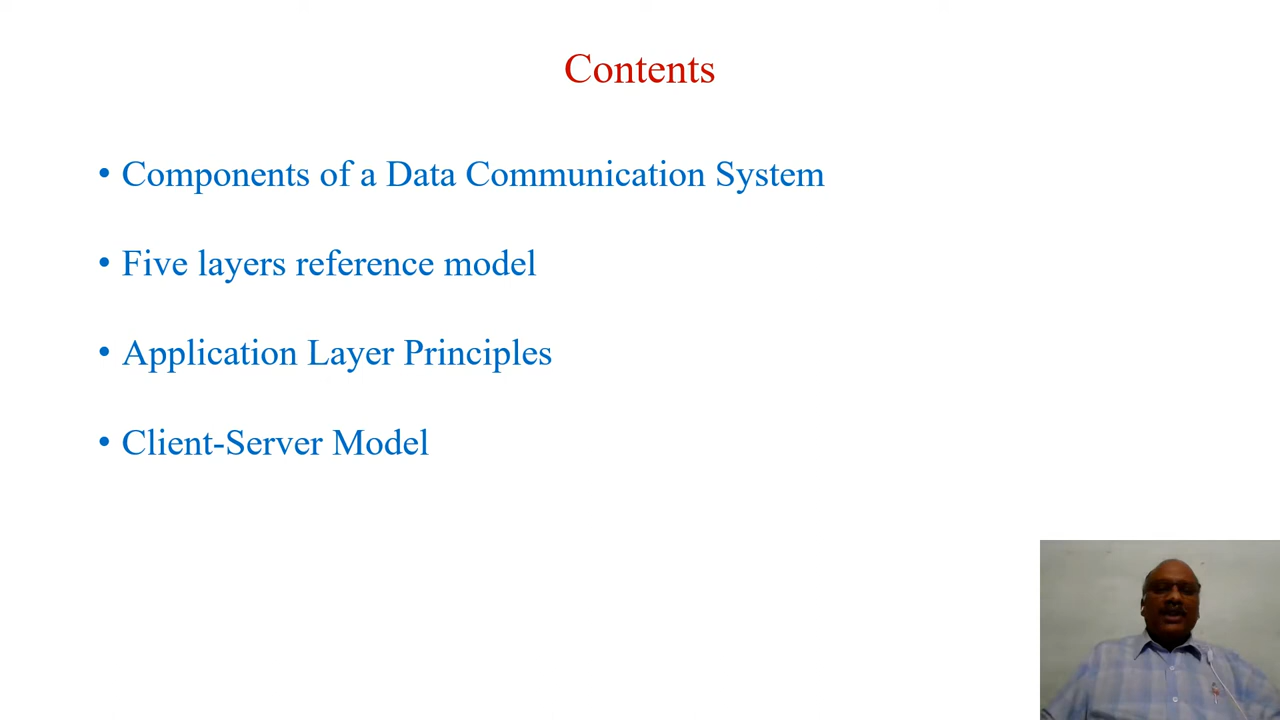 Contents
• Components of a Data Communication System
• Five layers reference model
• Application Layer Principles
• Client-Server Model